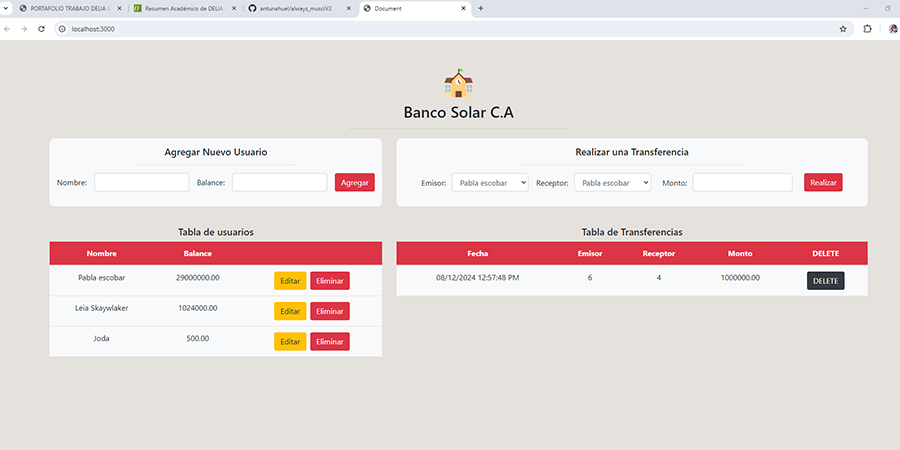 PORTAFOLIO TRABAJO DELIA
Resumen Académico de DELIA
antunahuel/always_musciV2
Document
localhost:3000
Banco Solar C.A
Agregar Nuevo Usuario
Nombre: Balance: Agregar
Realizar una Transferencia
Emisor: Pabla escobar Receptor: Pabla escobar Monto: Realizar
Tabla de usuarios
Nombre Balance
Pabla escobar 29000000.00 Editar Eliminar
Leia Skaywlaker 1024000.00 Editar Eliminar
Joda 500.00 Editar Eliminar
Tabla de Transferencias
Fecha Emisor Receptor Monto DELETE
08/12/2024 12:57:48 PM 6 4 1000000.00 DELETE